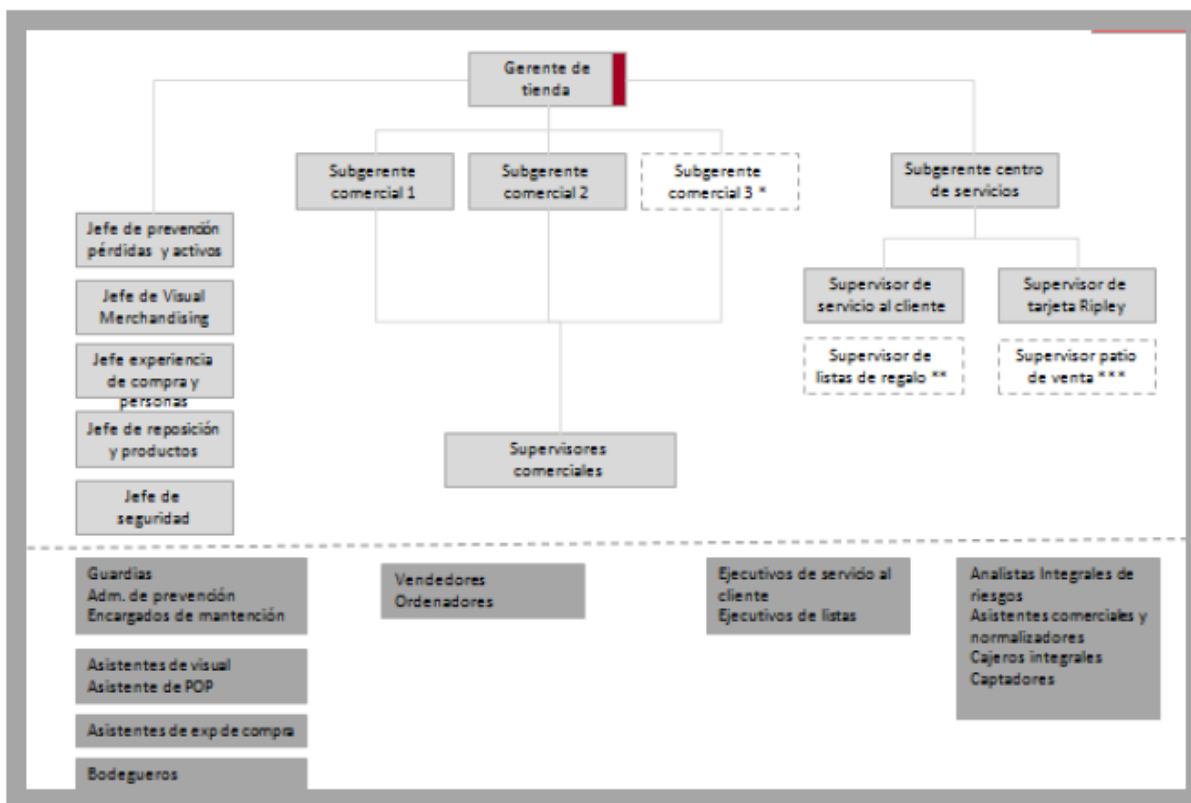 Gerente de
tienda
Subgerente
comercial 1
Subgerente
comercial 2
Subgerente
comercial 3 *
Subgerente centro
de servicios
Jefe de prevención
pérdidas y activos
Jefe de Visual
Merchandising
Jefe experiencia
de compra y
personas
Jefe de reposición
y productos
Jefe de
seguridad
Supervisor de
servicio al cliente
Supervisor de
tarjeta Ripley
Supervisor de
listas de regalo **
Supervisor patio
de venta ***
Supervisores
comerciales
Guardias
Adm. de prevención
Encargados de mantención
Asistentes de visual
Asistente de POP
Asistentes de exp de compra
Bodegueros
Vendedores
Ordenadores
Ejecutivos de servicio al
cliente
Ejecutivos de listas
Analistas Integrales de
riesgos
Asistentes comerciales y
normalizadores
Cajeros integrales
Captadores